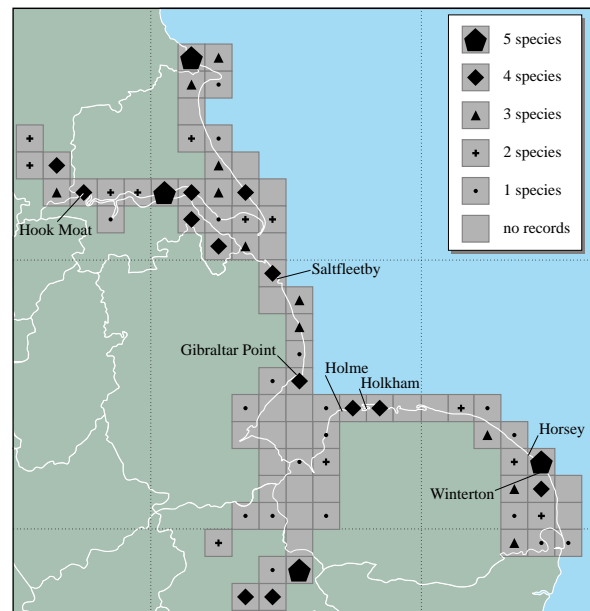 5 species
4 species
3 species
2 species
1 species
no records
Hook Moat
Saltfleetby
Gibraltar Point
Holme
Holkham
Horsey
Winterton